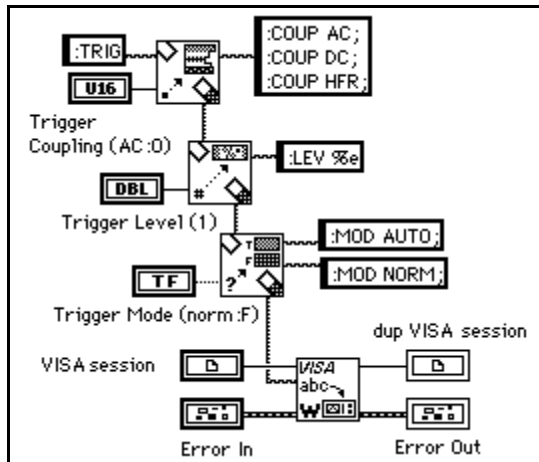 :TRIG
:COUP AC;
:COUP DC;
:COUP HFR;
U16
Trigger
Coupling (AC:0)
:LEV %e
DBL
#
Trigger Level (1)
T
F
:MOD AUTO;
:MOD NORM;
TF
?
Trigger Mode (norm:F)
dup VISA session
VISA session
VISA
abc
W
Error In
Error Out